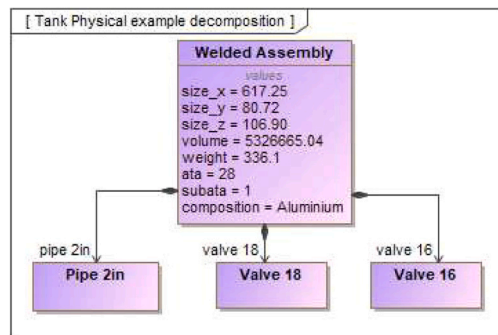 [ Tank Physical example decomposition ]
Welded Assembly
values
size_x = 617.25
size_y = 80.72
size_z = 106.90
volume = 5326665.04
weight = 336.1
ata = 28
subata = 1
composition = Aluminium
pipe 2in
valve 18
valve 16
Pipe 2in
Valve 18
Valve 16